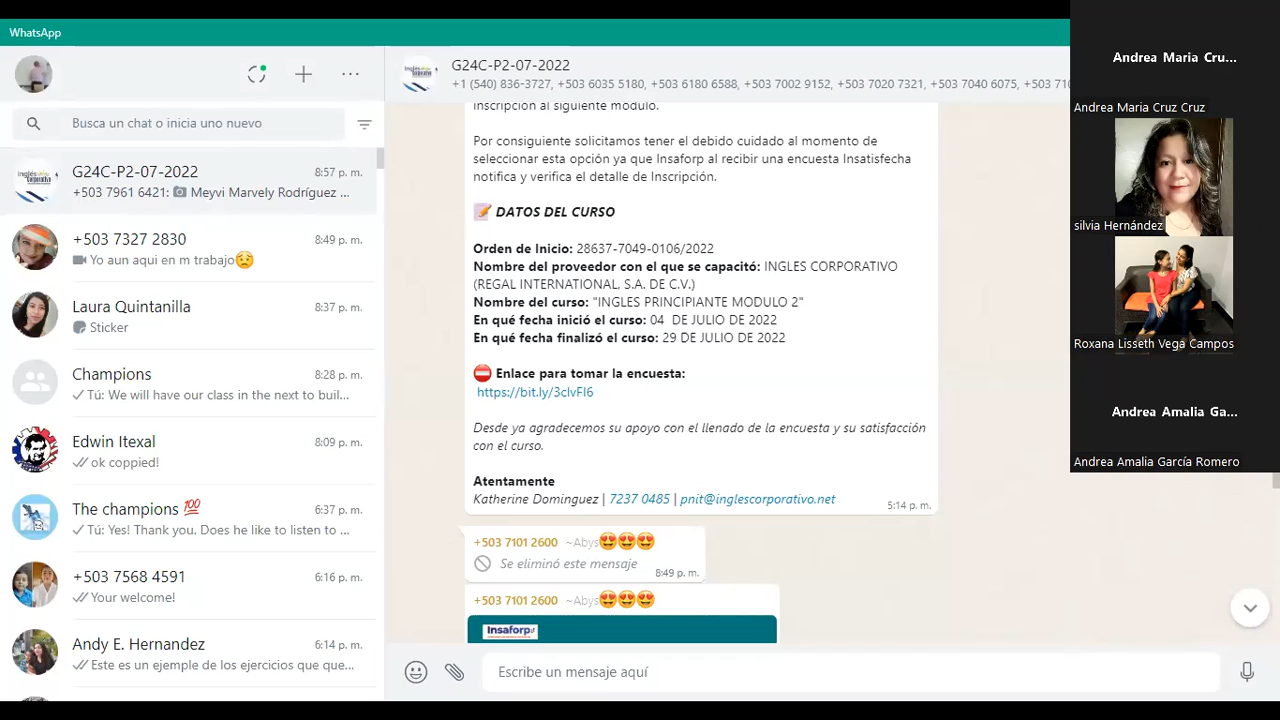 WhatsApp
Busca un chat o inicia uno nuevo
G24C-P2-07-2022
8:57 p. m.
+503 7961 6421: Meyvi Marvely Rodríguez ...
+503 7327 2830
8:49 p. m.
Yo aun aqui en m trabajo😥
Laura Quintanilla
8:37 p. m.
Sticker
Champions
8:28 p. m.
Tú: We will have our class in the next to buil...
Edwin Itexal
8:09 p. m.
ok coppied!
The champions 💯
6:37 p. m.
Tú: Yes! Thank you. Does he like to listen to ...
+503 7568 4591
6:16 p. m.
Your welcome!
Andy E. Hernandez
6:14 p. m.
Este es un ejemplo de los ejercicios que que...
G24C-P2-07-2022
+1 (540) 836-3727, +503 6035 5180, +503 6180 6588, +503 7002 9152, +503 7020 7321, +503 7040 6075, +503 710
inscripción al siguiente módulo.
Por consiguiente solicitamos tener el debido cuidado al momento de
seleccionar esta opción ya que Insaforp al recibir una encuesta Insatisfecha
notifica y verifica el detalle de Inscripción.
📝 DATOS DEL CURSO
Orden de Inicio: 28637-7049-0106/2022
Nombre del proveedor con el que se capacitó: INGLES CORPORATIVO
(REGAL INTERNATIONAL, S.A. DE C.V.)
Nombre del curso: "INGLES PRINCIPIANTE MODULO 2"
En qué fecha inició el curso: 04 DE JULIO DE 2022
En qué fecha finalizó el curso: 29 DE JULIO DE 2022
⛔ Enlace para tomar la encuesta:
https://bit.ly/3clvFI6
Desde ya agradecemos su apoyo con el llenado de la encuesta y su satisfacción
con el curso.
Atentamente
Katherine Dominguez | 7237 0485 | pnit@inglescorporativo.net
5:14 p. m.
+503 7101 2600 ~Abys😍😍😍
Se eliminó este mensaje
8:49 p. m.
+503 7101 2600 ~Abys😍😍😍
Insaforp
Escribe un mensaje aquí
Andrea Maria Cru...
Andrea Maria Cruz Cruz
silvia Hernández
Roxana Lisseth Vega Campos
Andrea Amalia Ga...
Andrea Amalia García Romero